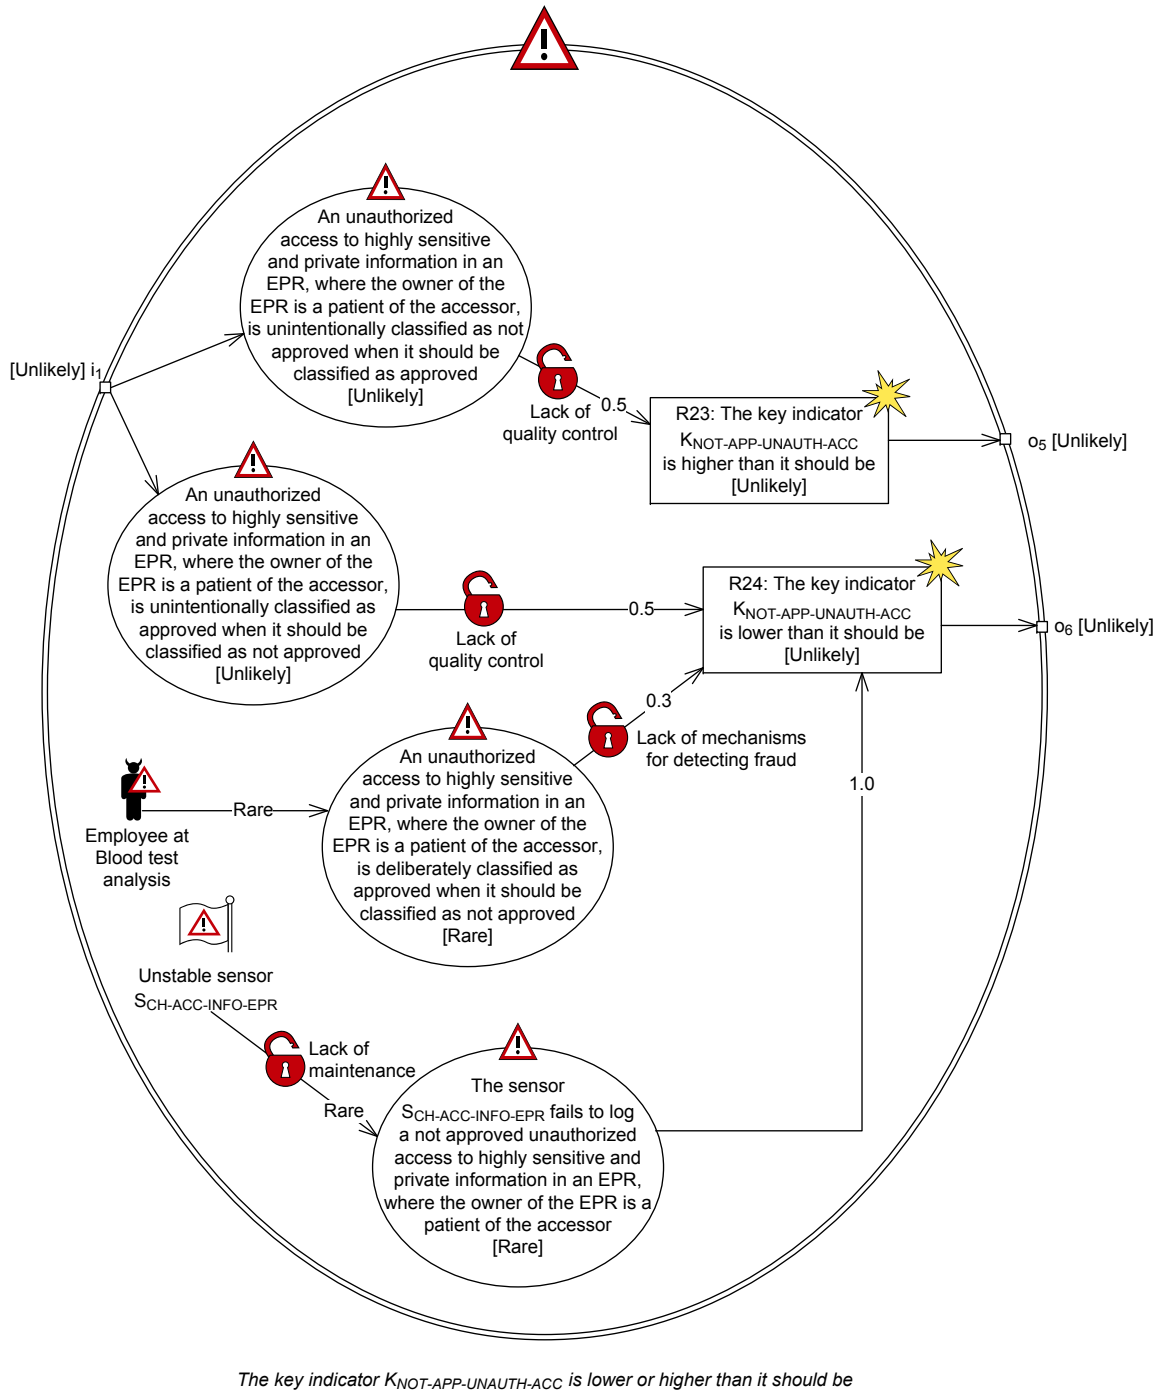 An unauthorized
access to highly sensitive
and private information in an
EPR, where the owner of the
EPR is a patient of the accessor,
is unintentionally classified as not
approved when it should be
classified as approved
[Unlikely]
[Unlikely] i1
Lack of
quality control
0.5
R23: The key indicator
KNOT-APP-UNAUTH-ACC
is higher than it should be
[Unlikely]
o5 [Unlikely]
An unauthorized
access to highly sensitive
and private information in an
EPR, where the owner of the
EPR is a patient of the accessor,
is unintentionally classified as
approved when it should be
classified as not approved
[Unlikely]
Lack of
quality control
0.5
R24: The key indicator
KNOT-APP-UNAUTH-ACC
is lower than it should be
[Unlikely]
o6 [Unlikely]
Employee at
Blood test
analysis
Rare
An unauthorized
access to highly sensitive
and private information in an
EPR, where the owner of the
EPR is a patient of the accessor,
is deliberately classified as
approved when it should be
classified as not approved
[Rare]
0.3
Lack of mechanisms
for detecting fraud
1.0
Unstable sensor
SCH-ACC-INFO-EPR
Lack of
maintenance
Rare
The sensor
SCH-ACC-INFO-EPR fails to log
a not approved unauthorized
access to highly sensitive and
private information in an EPR,
where the owner of the EPR is a
patient of the accessor
[Rare]
The key indicator KNOT-APP-UNAUTH-ACC is lower or higher than it should be